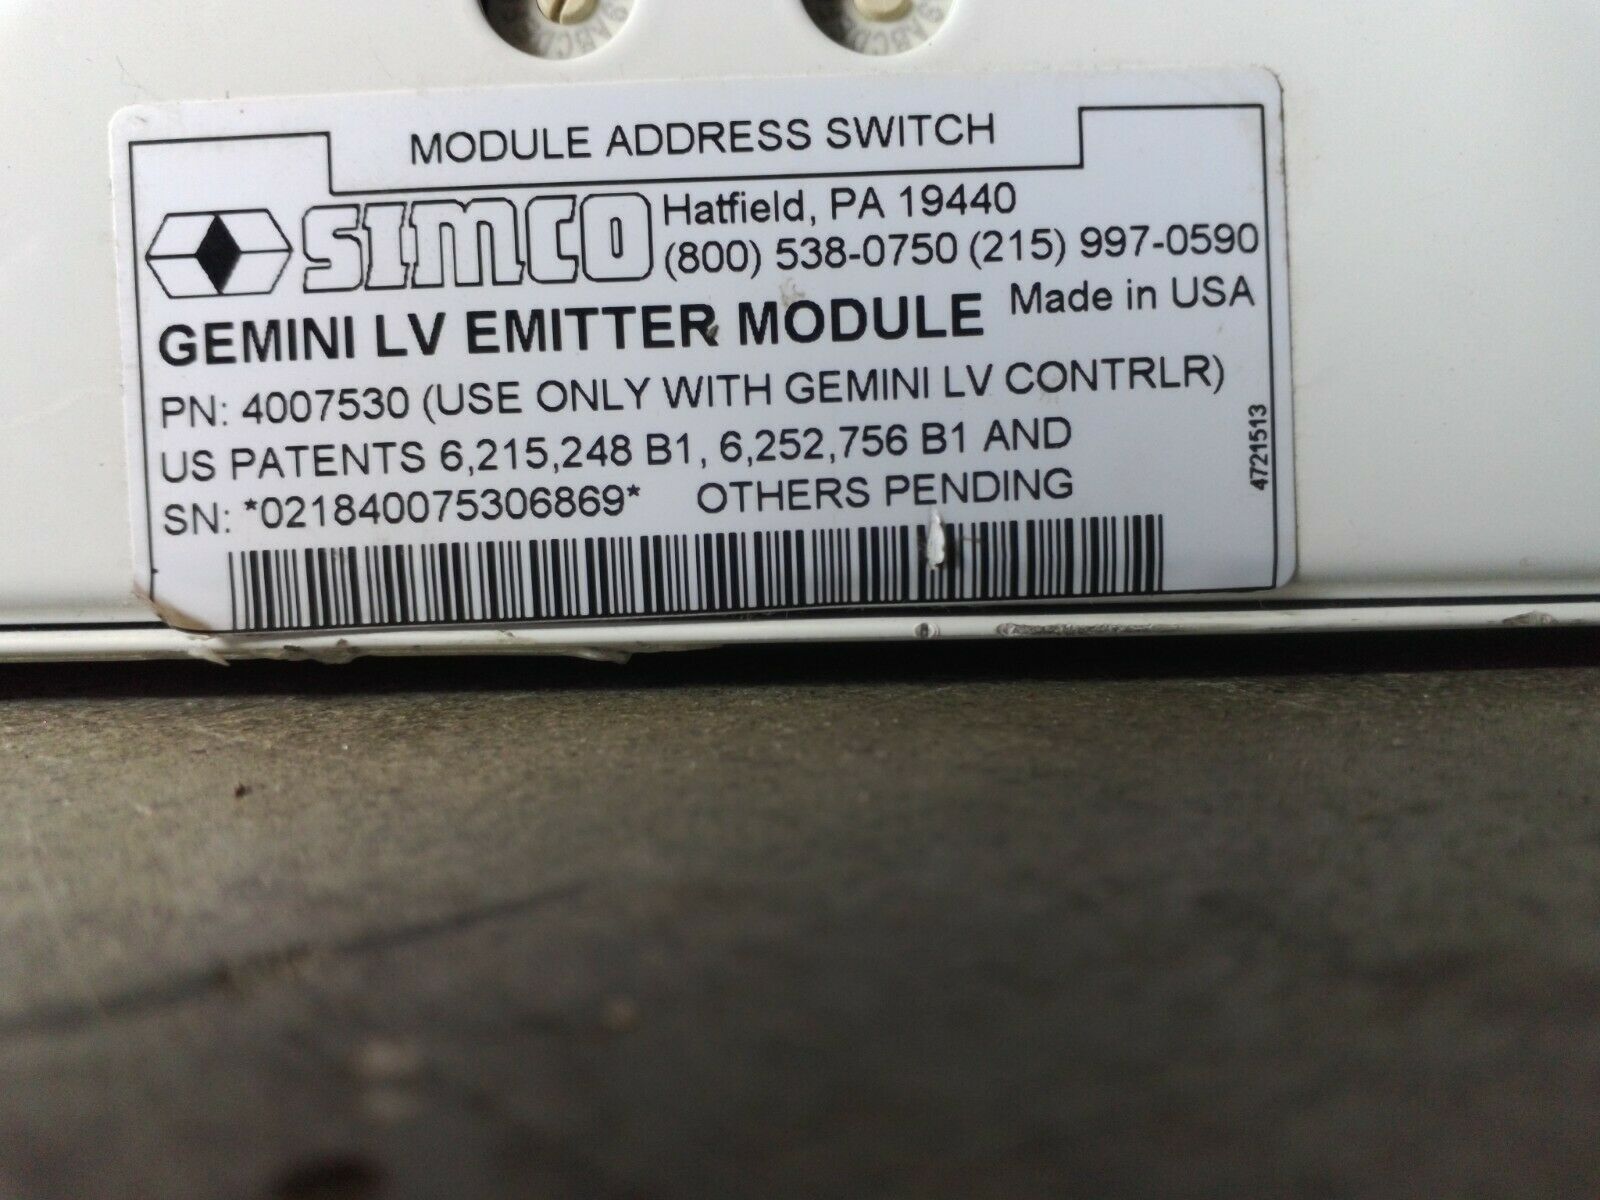 9ABCD
9ABCD
MODULE ADDRESS SWITCH
SIMCO
Hatfield, PA 19440
(800) 538-0750 (215) 997-0590
GEMINI LV EMITTER MODULE
Made in USA
PN: 4007530 (USE ONLY WITH GEMINI LV CONTRLR)
US PATENTS 6,215,248 B1, 6,252,756 B1 AND
SN: *021840075306869* OTHERS PENDING
4721513